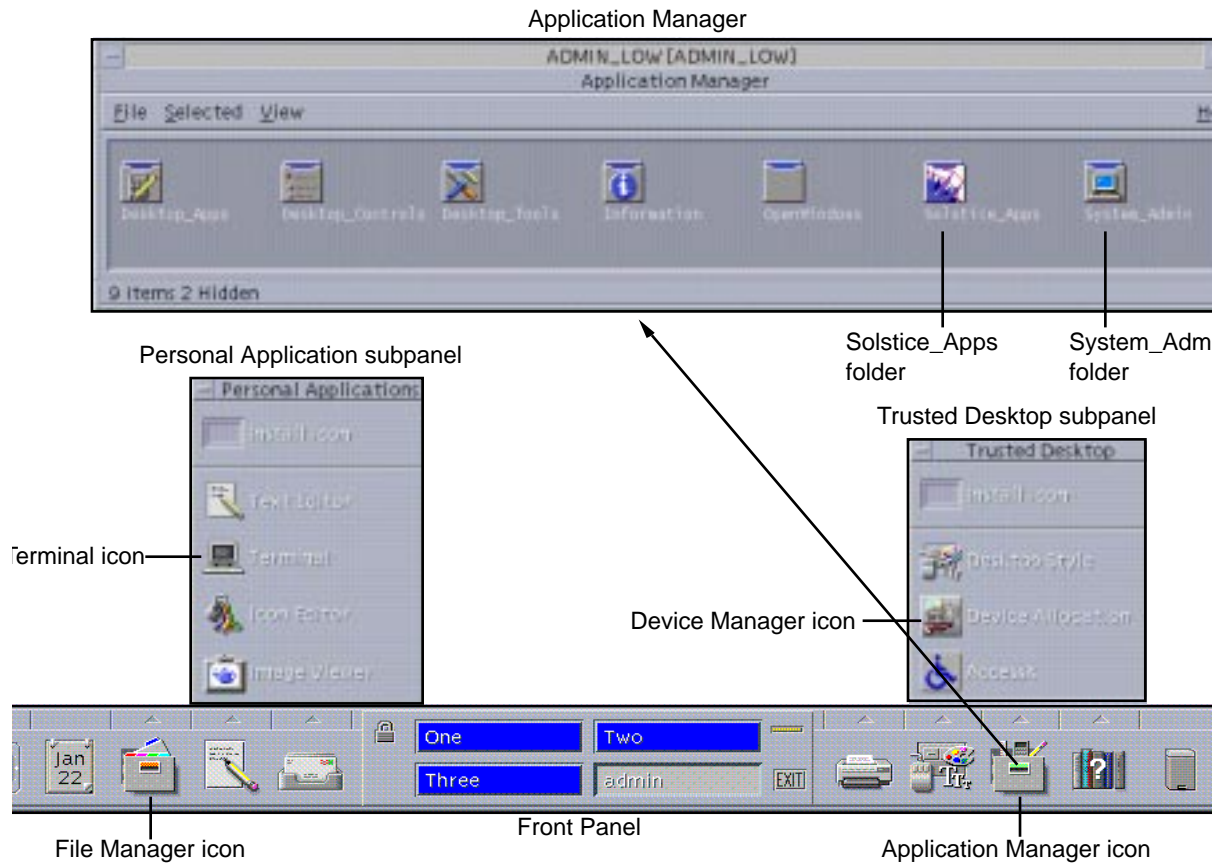 Application Manager
ADMIN_LOW [ADMIN_LOW]
Application Manager
File Selected View
Desktop_Apps Desktop_Controls Desktop_Tools Information OpenWindows Solstice_Apps System_Admin
9 Items 2 Hidden
Solstice_Apps
folder
System_Adm
folder
Personal Application subpanel
Personal Applications
Install Icon
Text Editor
Terminal
Icon Editor
Image Viewer
Terminal icon
Trusted Desktop subpanel
Trusted Desktop
Install Icon
Desktop Style
Device Allocation
Device Manager icon
Jan
22
One Two
Three admin
EXIT
?
Front Panel
File Manager icon
Application Manager icon